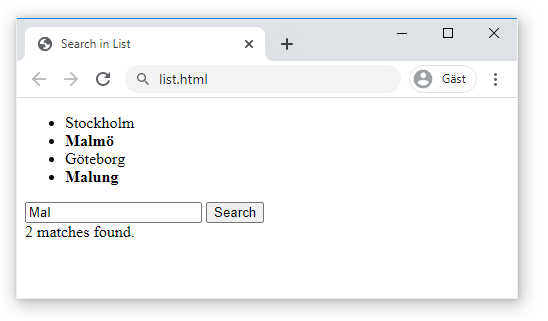 Search in List
list.html
Gäst
Stockholm
Malmö
Göteborg
Malung
Mal Search
2 matches found.